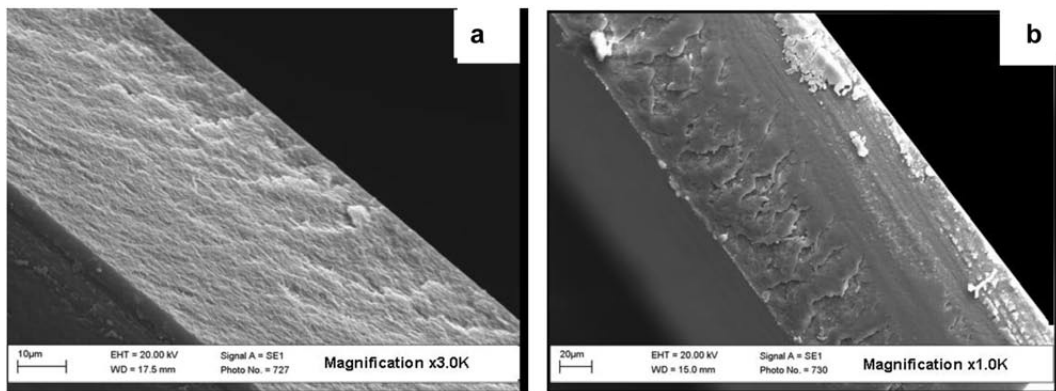 a
10μm
EHT = 20.00 kV
WD = 17.5 mm
Signal A = SE1
Photo No. = 727
Magnification x3.0K
b
20μm
EHT = 20.00 kV
WD = 15.0 mm
Signal A = SE1
Photo No. = 730
Magnification x1.0K